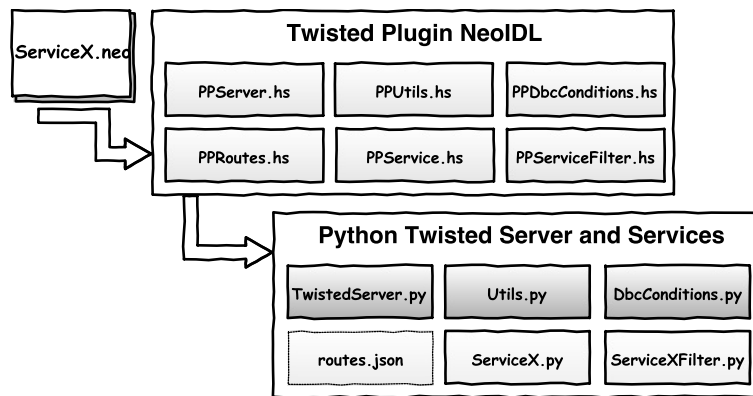 Twisted Plugin NeoIDL
ServiceX.neo
PPServer.hs
PPUtils.hs
PPDbcConditions.hs
PPRoutes.hs
PPService.hs
PPServiceFilter.hs
Python Twisted Server and Services
TwistedServer.py
Utils.py
DbcConditions.py
routes.json
ServiceX.py
ServiceXFilter.py